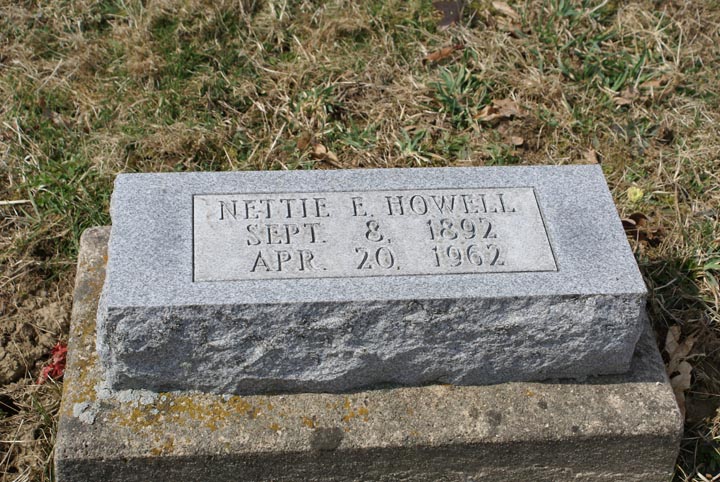 NETTIE E. HOWELL
SEPT. 8, 1892
APR. 20, 1962